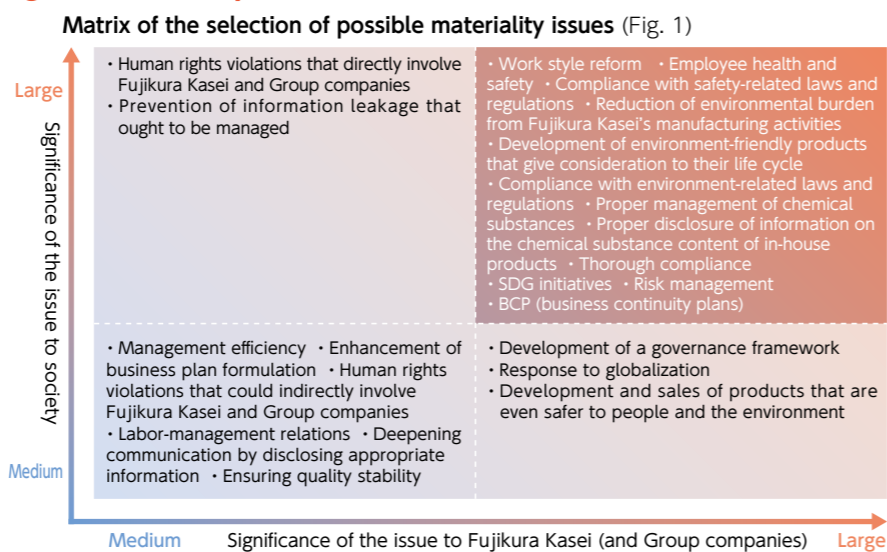 Matrix of the selection of possible materiality issues (Fig. 1)
Large
Significance of the issue to society
Medium
・Human rights violations that directly involve
Fujikura Kasei and Group companies
・Prevention of information leakage that
ought to be managed
・Work style reform ・Employee health and
safety ・Compliance with safety-related laws and
regulations ・Reduction of environmental burden
from Fujikura Kasei's manufacturing activities
・Development of environment-friendly products
that give consideration to their life cycle
・Compliance with environment-related laws and
regulations ・Proper management of chemical
substances ・Proper disclosure of information on
the chemical substance content of in-house
products ・Thorough compliance
・SDG initiatives ・Risk management
・BCP (business continuity plans)
・Management efficiency ・Enhancement of
business plan formulation ・Human rights
violations that could indirectly involve
Fujikura Kasei and Group companies
・Labor-management relations ・Deepening
communication by disclosing appropriate
information ・Ensuring quality stability
・Development of a governance framework
・Response to globalization
・Development and sales of products that are
even safer to people and the environment
Medium
Significance of the issue to Fujikura Kasei (and Group companies)
Large